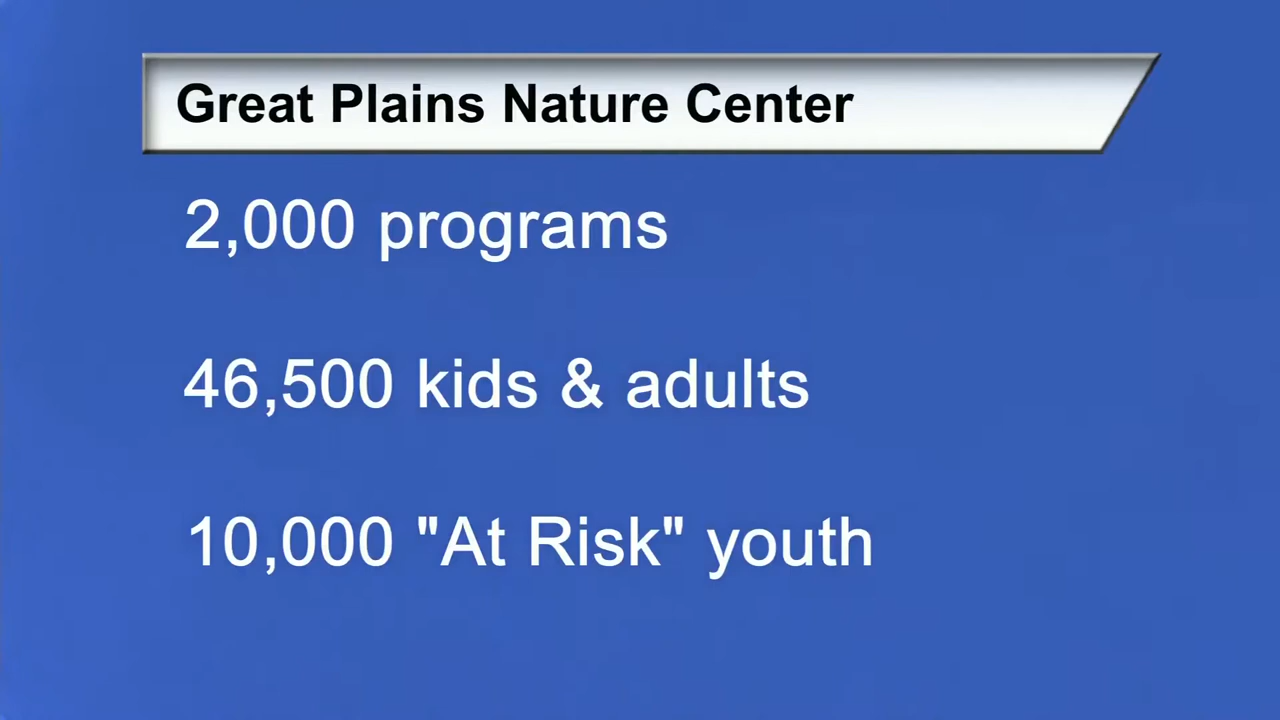 Great Plains Nature Center
2,000 programs
46,500 kids & adults
10,000 "At Risk" youth